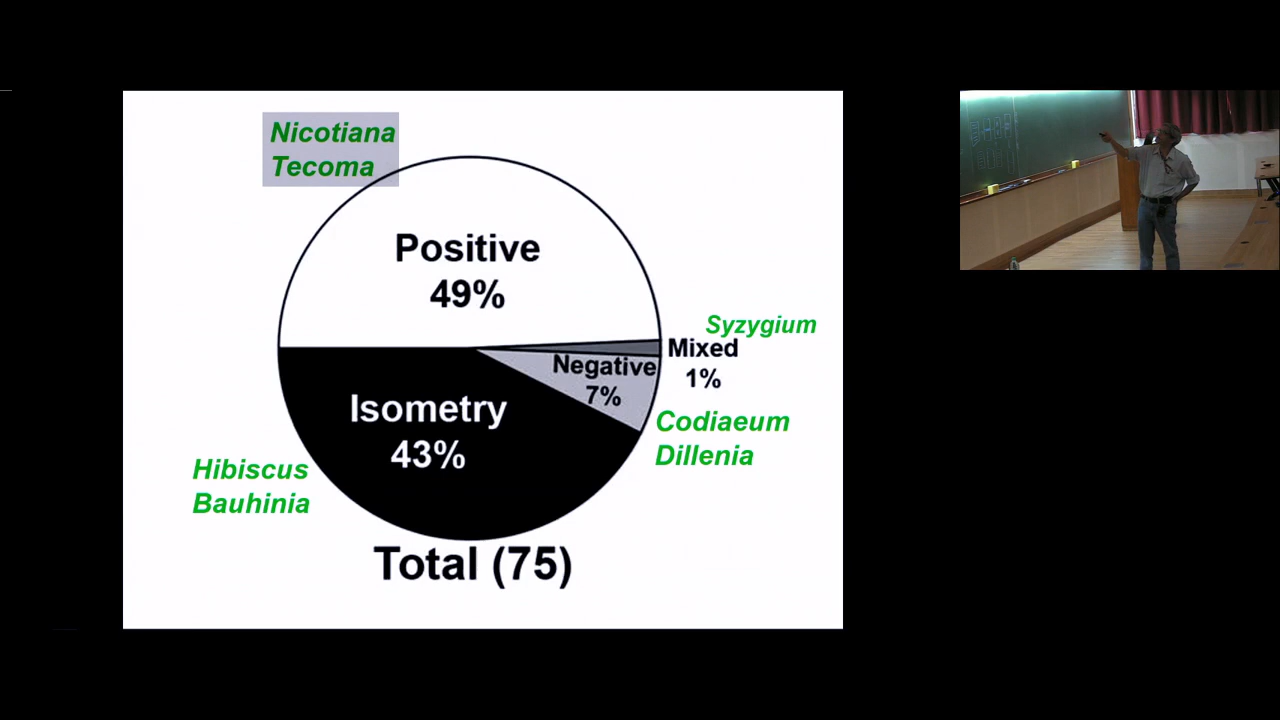 Nicotiana
Tecoma
Positive
49%
Syzygium
Mixed
1%
Negative
7%
Isometry
43%
Codiaeum
Dillenia
Hibiscus
Bauhinia
Total (75)